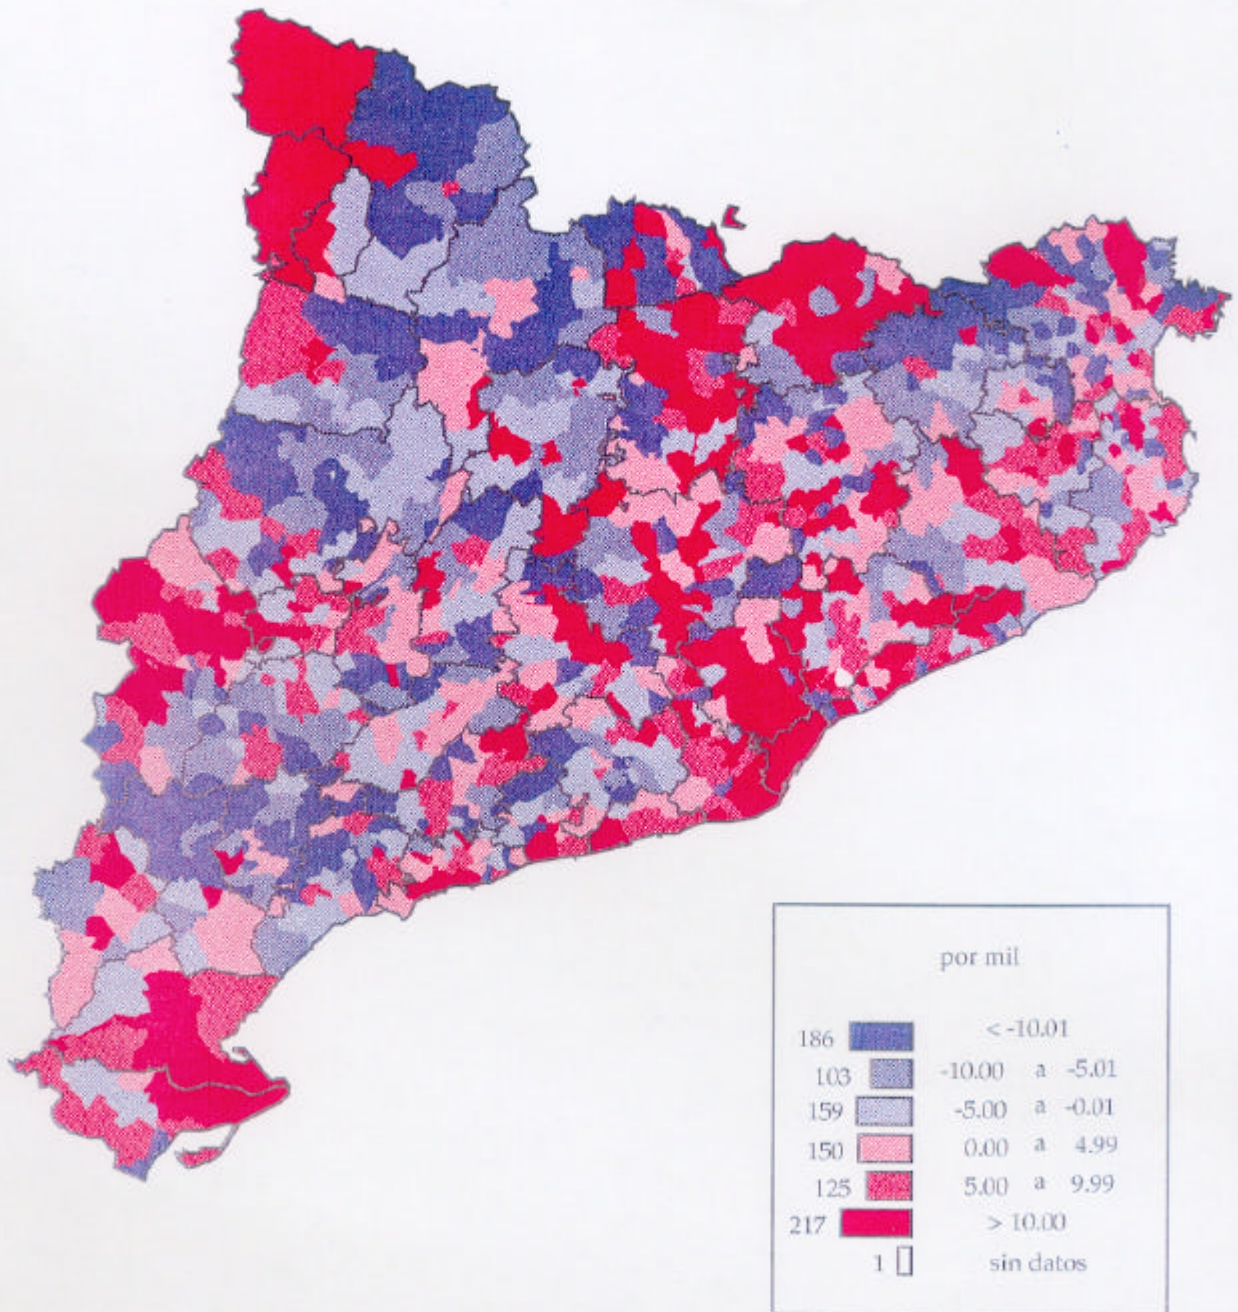 por mil
186 < -10.01
103 -10.00 a -5.01
159 -5.00 a -0.01
150 0.00 a 4.99
125 5.00 a 9.99
217 > 10.00
1 sin datos